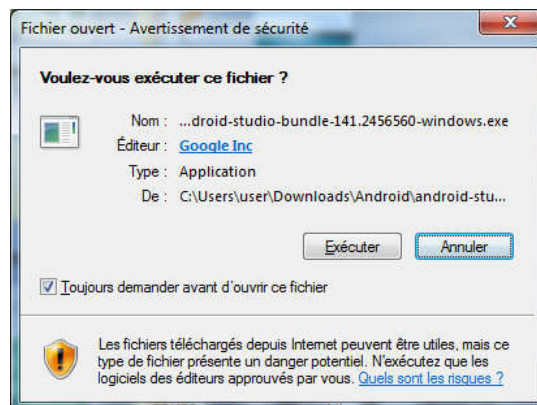 Fichier ouvert - Avertissement de sécurité
Voulez-vous exécuter ce fichier ?
Nom : ...droid-studio-bundle-141.2456560-windows.exe
Éditeur : Google Inc
Type : Application
De : C:\Users\user\Downloads\Android\android-stu...
Exécuter Annuler
Toujours demander avant d'ouvrir ce fichier
Les fichiers téléchargés depuis Internet peuvent être utiles, mais ce
type de fichier présente un danger potentiel. N'exécutez que les
logiciels des éditeurs approuvés par vous. Quels sont les risques ?